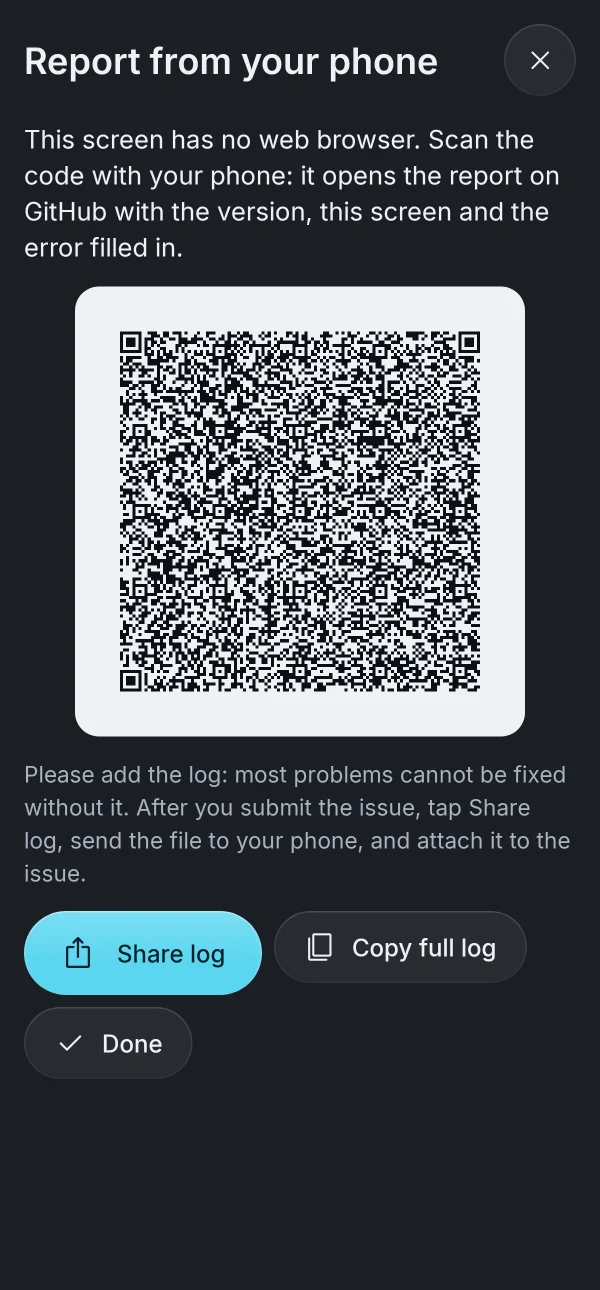 Report from your phone
This screen has no web browser. Scan the
code with your phone: it opens the report on
GitHub with the version, this screen and the
error filled in.
Please add the log: most problems cannot be fixed
without it. After you submit the issue, tap Share
log, send the file to your phone, and attach it to the
issue.
Share log
Copy full log
Done